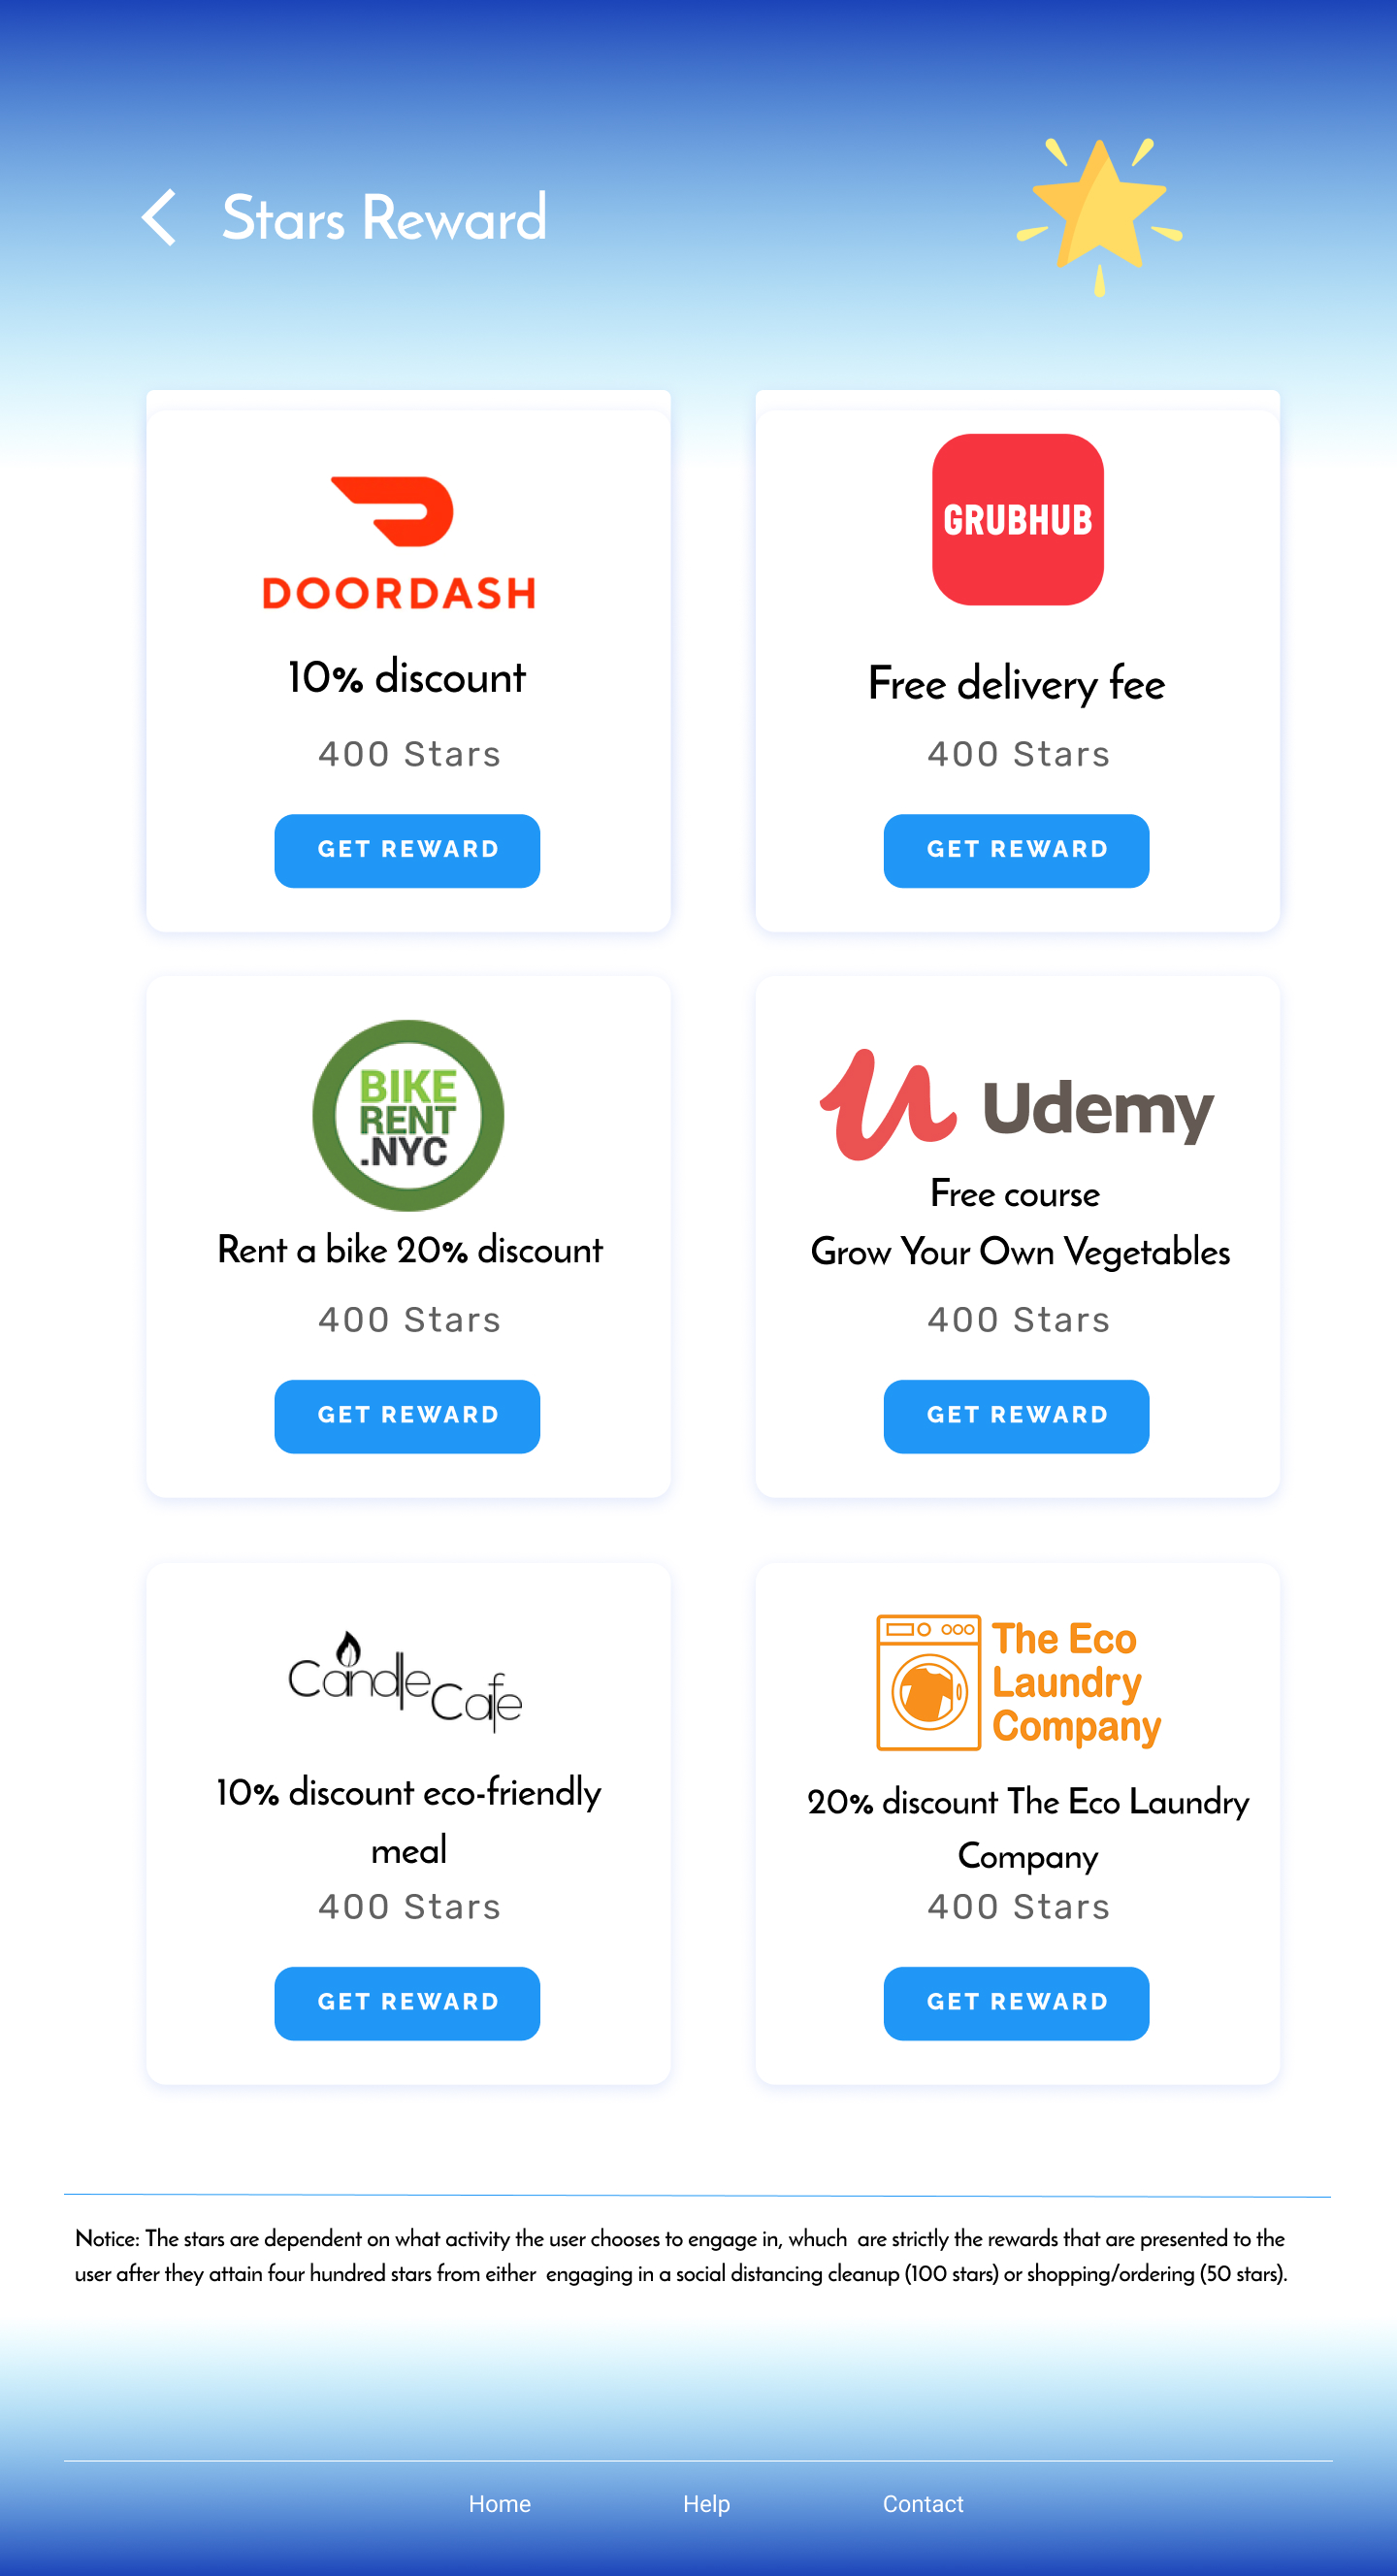 Stars Reward
DOORDASH
10% discount
400 Stars
GET REWARD
GRUBHUB
Free delivery fee
400 Stars
GET REWARD
BIKE
RENT
.NYC
Rent a bike 20% discount
400 Stars
GET REWARD
Udemy
Free course
Grow Your Own Vegetables
400 Stars
GET REWARD
Candle Cafe
10% discount eco-friendly
meal
400 Stars
GET REWARD
The Eco
Laundry
Company
20% discount The Eco Laundry
Company
400 Stars
GET REWARD
Notice: The stars are dependent on what activity the user chooses to engage in, whuch  are strictly the rewards that are presented to the
user after they attain four hundred stars from either  engaging in a social distancing cleanup (100 stars) or shopping/ordering (50 stars).
Home
Help
Contact